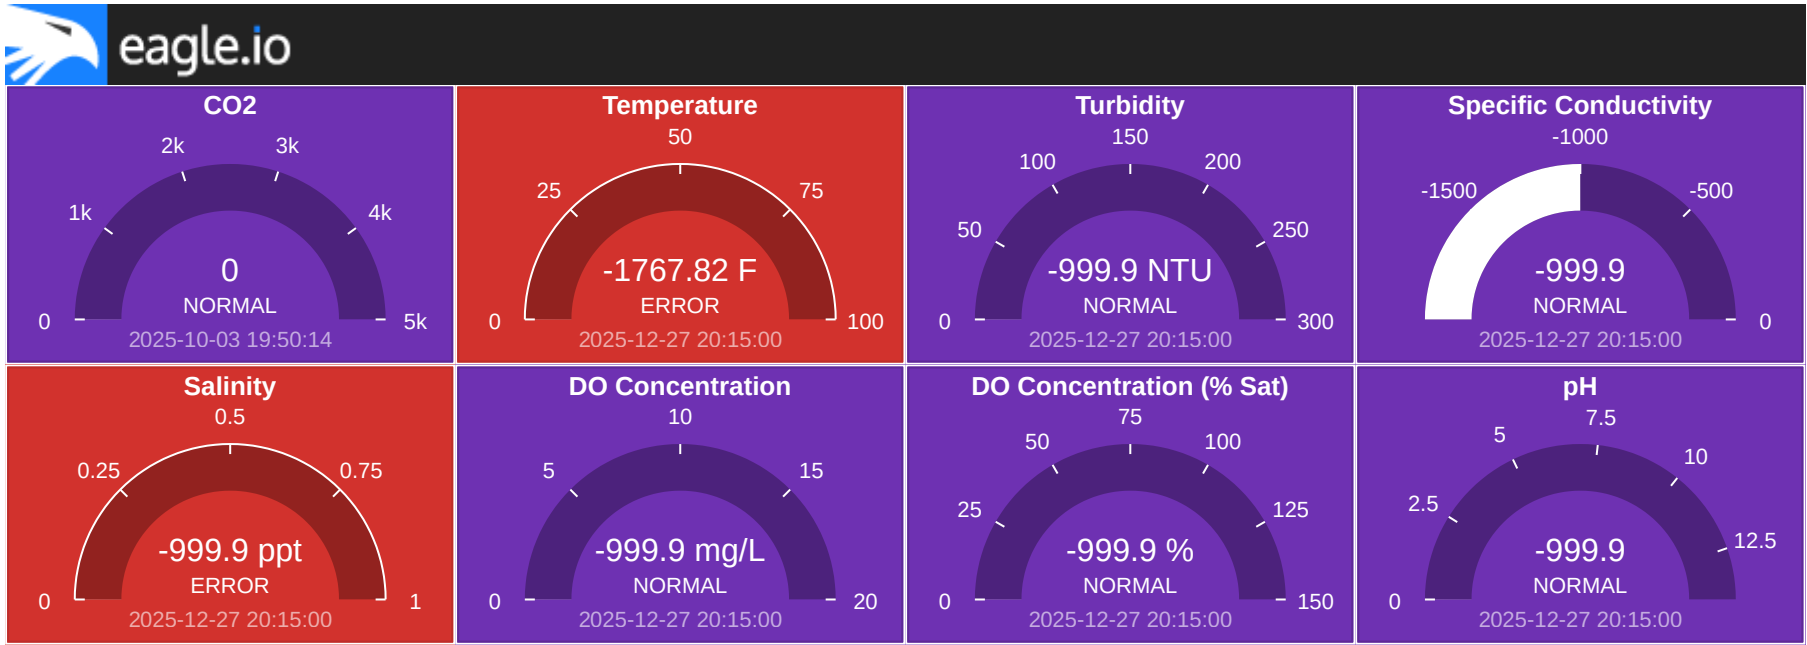 eagle.io
CO2
2k
3k
1k
4k
0
NORMAL
0
5k
2025-10-03 19:50:14
Temperature
50
25
75
-1767.82 F
ERROR
0
100
2025-12-27 20:15:00
Turbidity
150
100
200
50
250
-999.9 NTU
NORMAL
0
300
2025-12-27 20:15:00
Specific Conductivity
-1000
-1500
-500
-999.9
NORMAL
0
2025-12-27 20:15:00
Salinity
0.5
0.25
0.75
-999.9 ppt
ERROR
0
1
2025-12-27 20:15:00
DO Concentration
10
5
15
-999.9 mg/L
NORMAL
0
20
2025-12-27 20:15:00
DO Concentration (% Sat)
75
50
100
25
125
-999.9 %
NORMAL
0
150
2025-12-27 20:15:00
pH
7.5
5
10
2.5
12.5
-999.9
NORMAL
0
2025-12-27 20:15:00